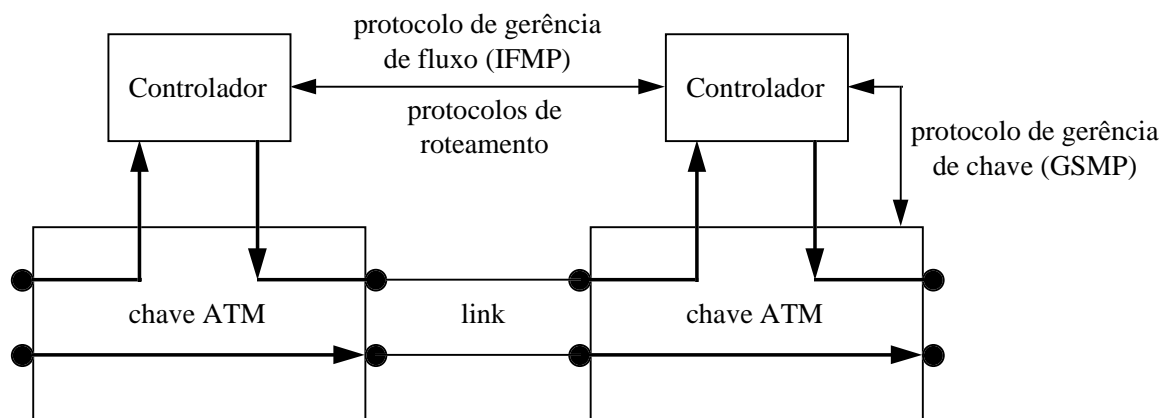 protocolo de gerência
de fluxo (IFMP)
Controlador
Controlador
protocolos de
roteamento
protocolo de gerência
de chave (GSMP)
chave ATM
link
chave ATM